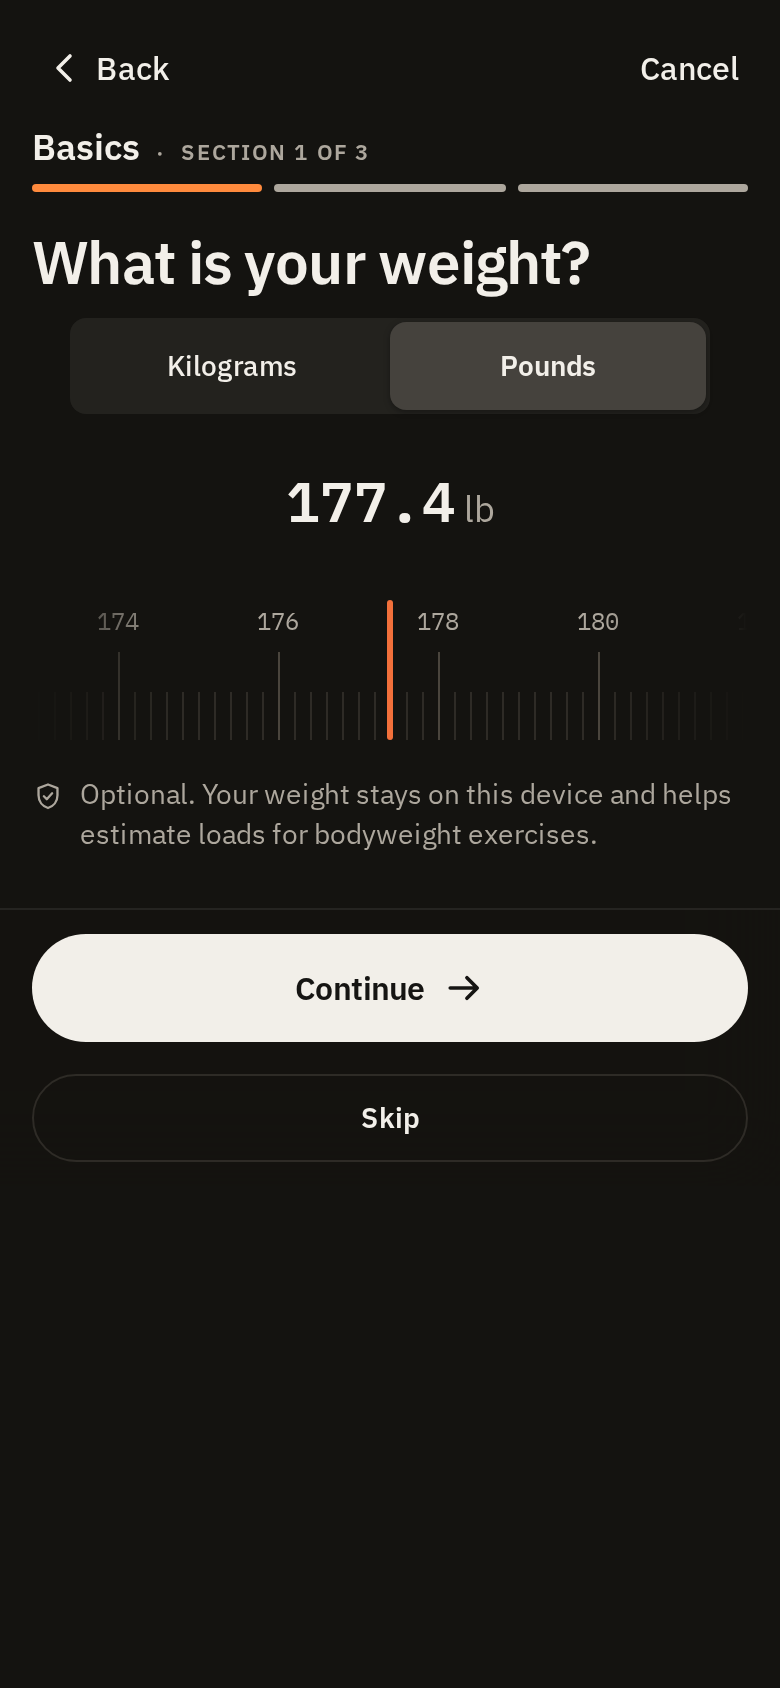 Back
Cancel
Basics · SECTION 1 OF 3
What is your weight?
Kilograms
Pounds
177.4 lb
174 176 178 180
Optional. Your weight stays on this device and helps
estimate loads for bodyweight exercises.
Continue
Skip